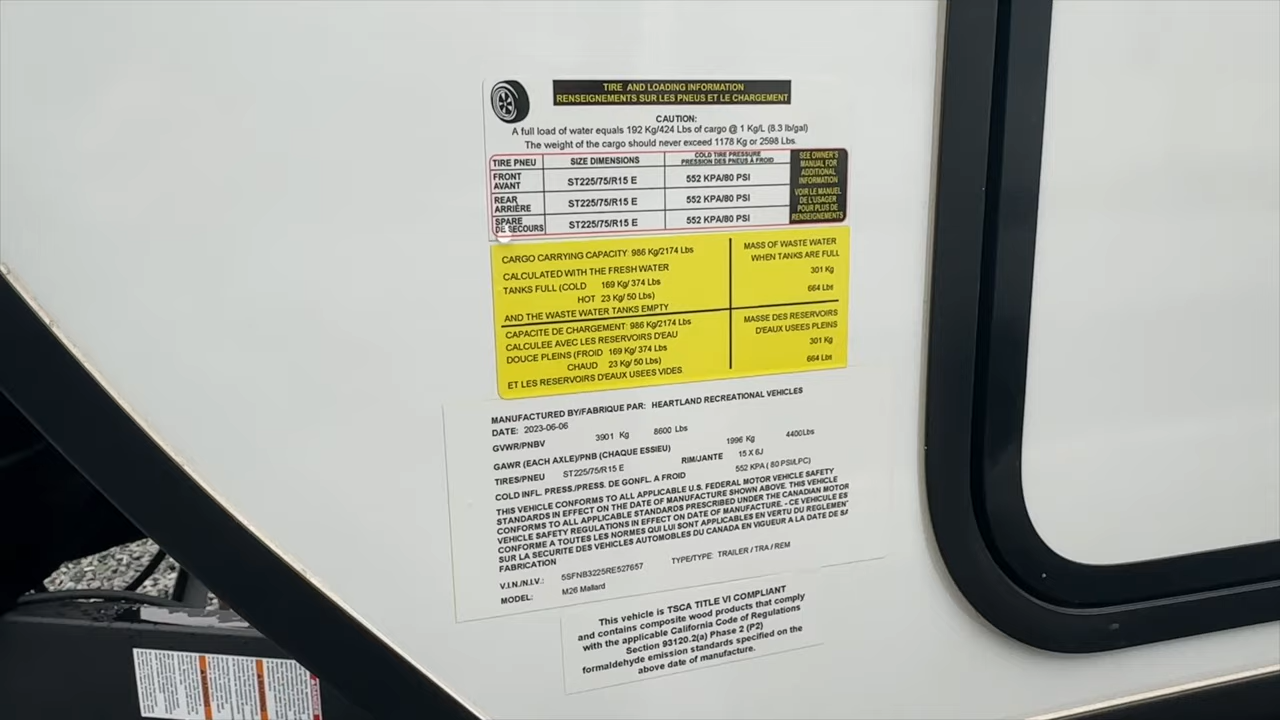 TIRE AND LOADING INFORMATION
RENSEIGNEMENTS SUR LES PNEUS ET LE CHARGEMENT
CAUTION:
A full load of water equals 192 Kg/424 Lbs of cargo @ 1 Kg/L (8.3 lb/gal)
The weight of the cargo should never exceed 1178 Kg or 2598 Lbs.
TIRE PNEU SIZE DIMENSIONS COLD TIRE PRESSURE
PRESSION DES PNEUS À FROID
FRONT
AVANT ST225/75/R15 E 552 KPA/80 PSI
REAR
ARRIÈRE ST225/75/R15 E 552 KPA/80 PSI
SPARE
DE SECOURS ST225/75/R15 E 552 KPA/80 PSI
SEE OWNER'S
MANUAL FOR
ADDITIONAL
INFORMATION
VOIR LE MANUEL
DE L'USAGER
POUR PLUS DE
RENSEIGNEMENTS
CARGO CARRYING CAPACITY: 986 Kg/2174 Lbs
CALCULATED WITH THE FRESH WATER
TANKS FULL (COLD 169 Kg/ 374 Lbs
HOT 23 Kg/ 50 Lbs)
AND THE WASTE WATER TANKS EMPTY
MASS OF WASTE WATER
WHEN TANKS ARE FULL
301 Kg
664 Lbs
CAPACITE DE CHARGEMENT: 986 Kg/2174 Lbs
CALCULEE AVEC LES RESERVOIRS D'EAU
DOUCE PLEINS (FROID 169 Kg/ 374 Lbs
CHAUD 23 Kg/ 50 Lbs)
ET LES RESERVOIRS D'EAUX USEES VIDES.
MASSE DES RESERVOIRS
D'EAUX USEES PLEINS
301 Kg
664 Lbs
MANUFACTURED BY/FABRIQUE PAR: HEARTLAND RECREATIONAL VEHICLES
DATE: 2023-06-06
GVWR/PNBV 3901 Kg 8600 Lbs
GAWR (EACH AXLE)/PNB (CHAQUE ESSIEU) 1996 Kg 4400Lbs
TIRES/PNEU ST225/75/R15 E RIM/JANTE 15 X 6J
COLD INFL. PRESS./PRESS. DE GONFL. A FROID 552 KPA ( 80 PSI/LPC)
THIS VEHICLE CONFORMS TO ALL APPLICABLE U.S. FEDERAL MOTOR VEHICLE SAFETY
STANDARDS IN EFFECT ON THE DATE OF MANUFACTURE SHOWN ABOVE. THIS VEHICLE
CONFORMS TO ALL APPLICABLE STANDARDS PRESCRIBED UNDER THE CANADIAN MOTOR
VEHICLE SAFETY REGULATIONS IN EFFECT ON DATE OF MANUFACTURE. - CE VEHICULE ES
CONFORME A TOUTES LES NORMES QUI LUI SONT APPLICABLES EN VERTU DU REGLEMEN
SUR LA SECURITE DES VEHICLES AUTOMOBILES DU CANADA EN VIGUEUR A LA DATE DE SA
FABRICATION
V.I.N./N.I.V.: 5SFNB3225RE527657 TYPE/TYPE: TRAILER / TRA / REM
MODEL: M26 Mallard
This vehicle is TSCA TITLE VI COMPLIANT
and contains composite wood products that comply
with the applicable California Code of Regulations
Section 93120.2(a) Phase 2 (P2)
formaldehyde emission standards specified on the
above date of manufacture.